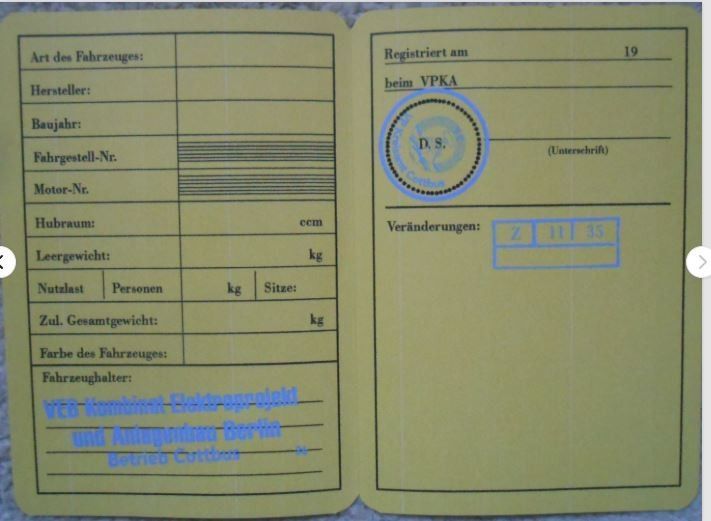 Art des Fahrzeuges:
Hersteller:
Baujahr:
Fahrgestell-Nr.
Motor-Nr.
Hubraum: ccm
Leergewicht: kg
Nutzlast Personen kg Sitze:
Zul. Gesamtgewicht: kg
Farbe des Fahrzeuges:
Fahrzeughalter:
VEB Kombinat Elektroprojekt
und Anlagenbau Berlin
Betrieb Cottbus
Registriert am 19
beim VPKA
D. S.
Cottbus
(Unterschrift)
Veränderungen:
Z 11 35